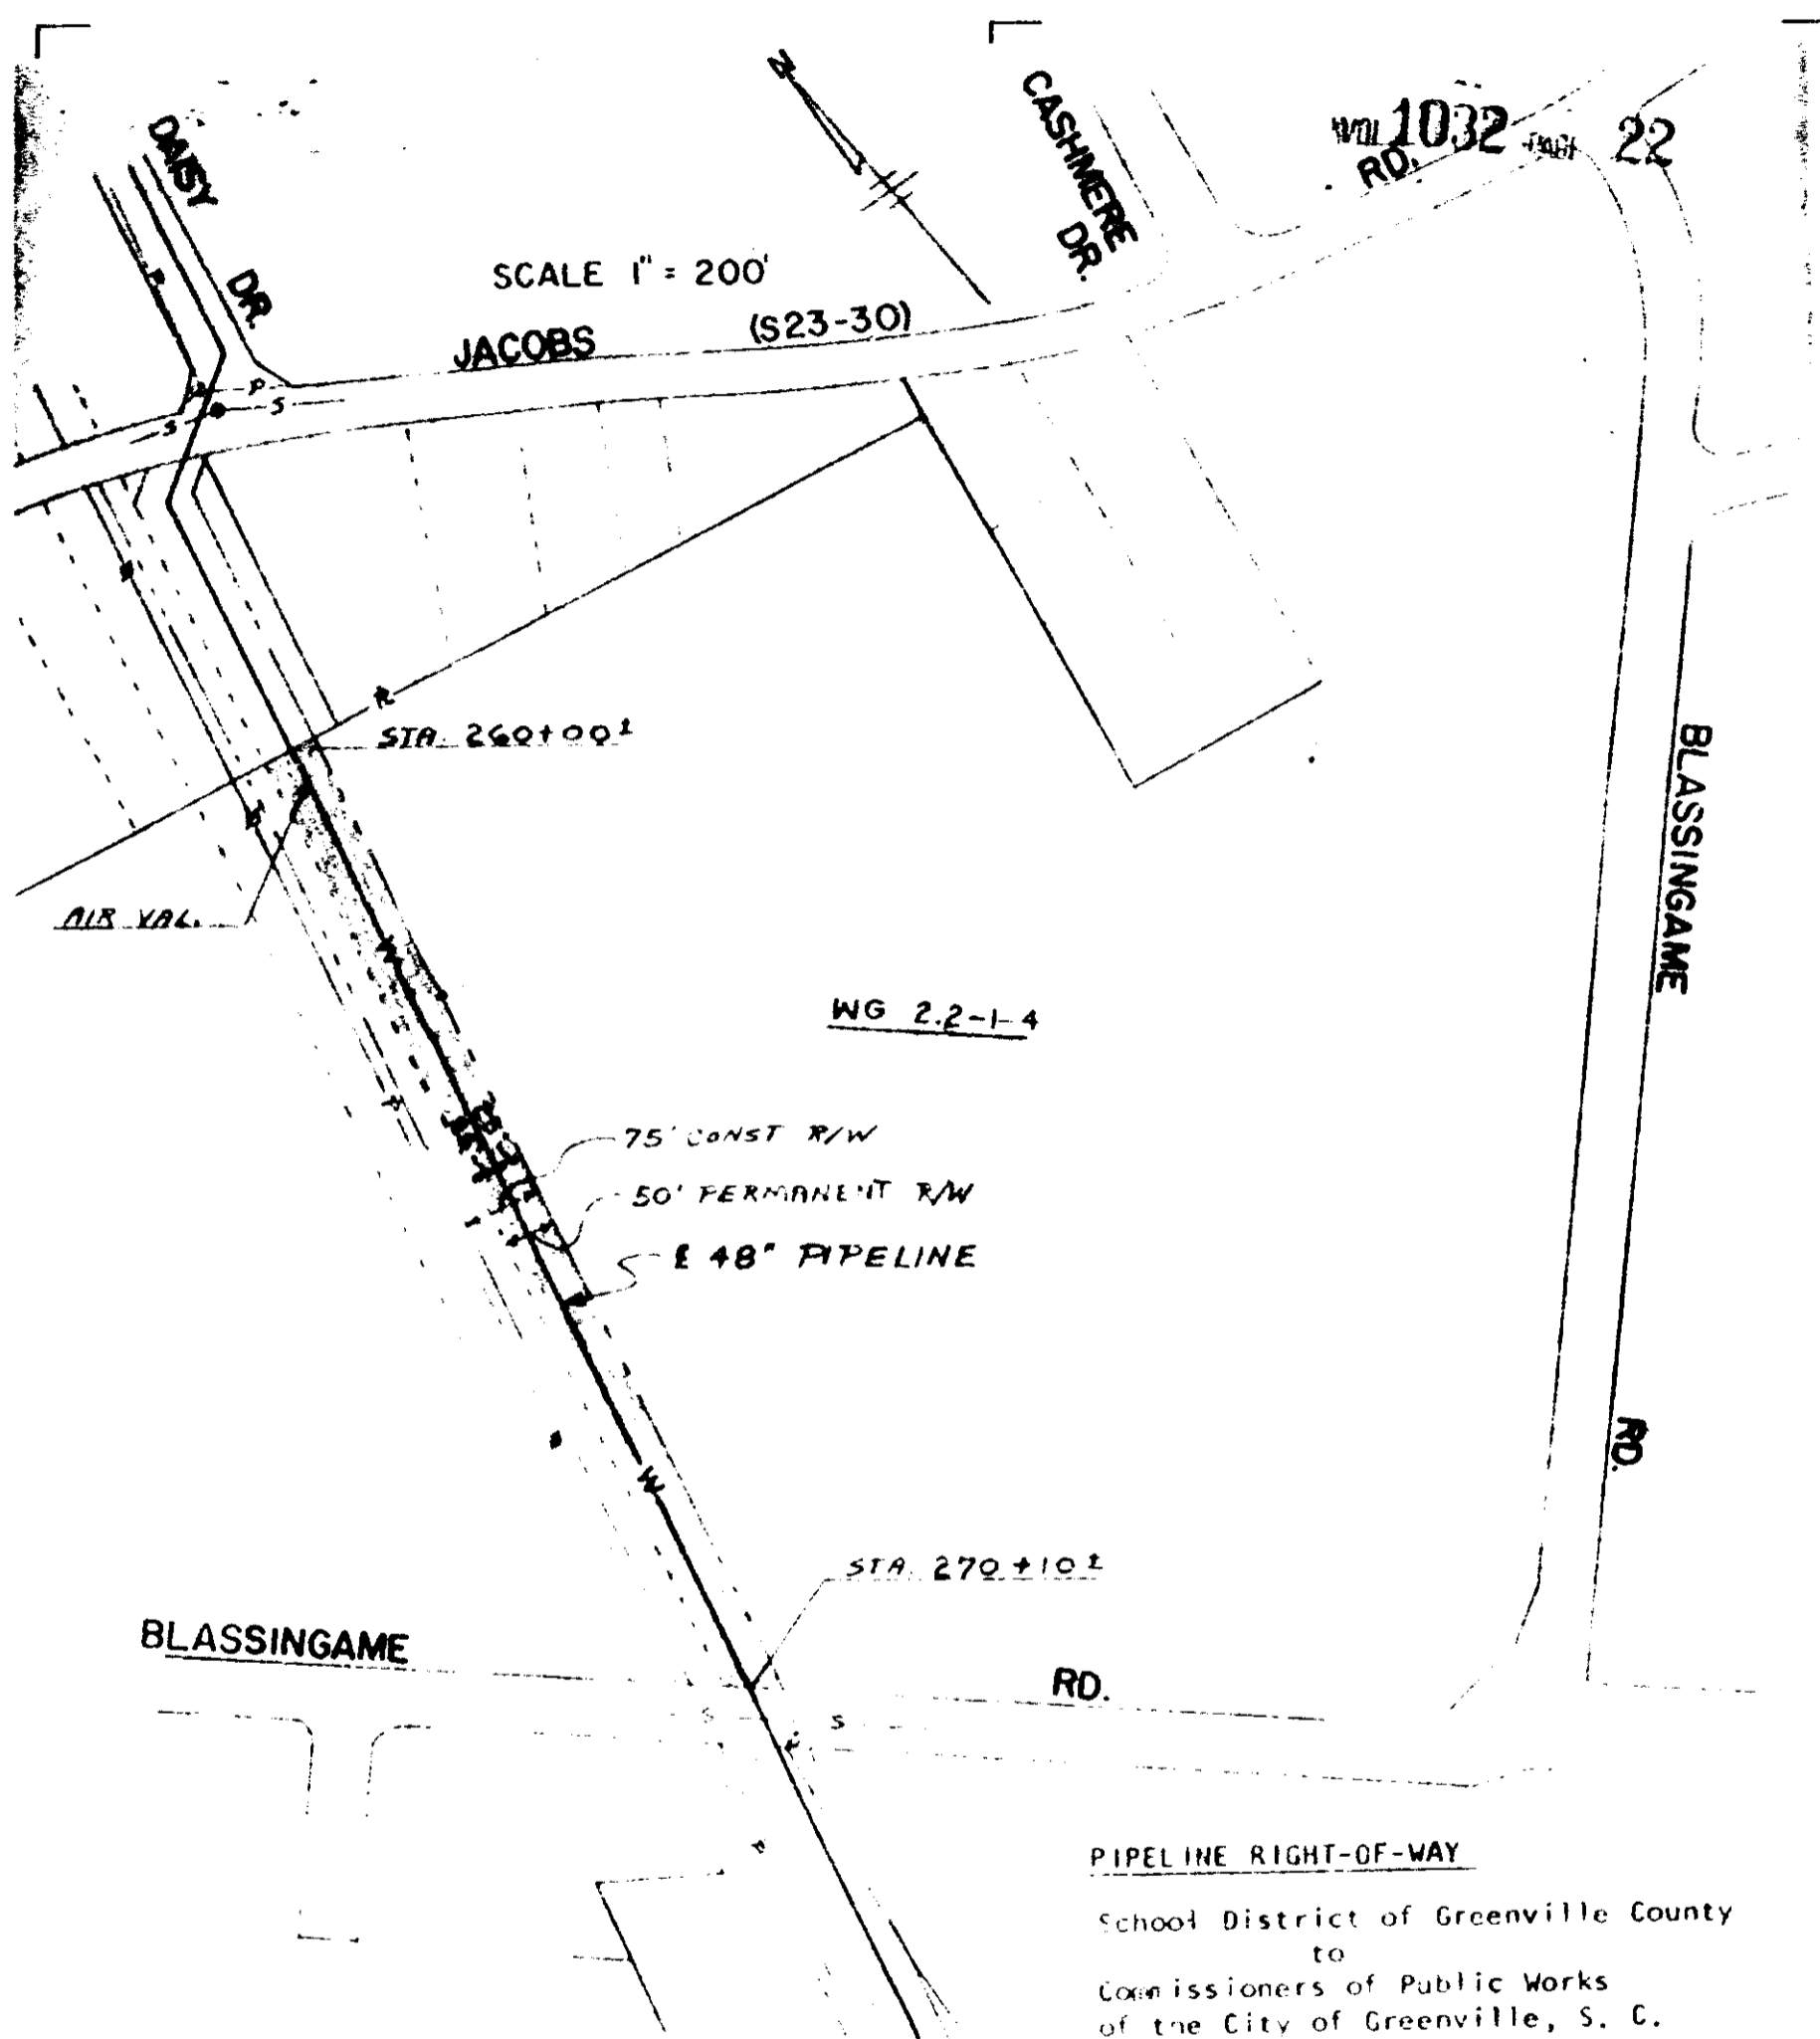 1032 22
N
DAISY
DR.
CASHMERE
DR.
RD.
SCALE 1" = 200'
JACOBS (S23-30)
P
S
S
R
STA. 260+00±
AIR VAL.
W
WG 2.2-1-4
75' CONST R/W
50' PERMANENT R/W
℄ 48" PIPELINE
W
BLASSINGAME
RD.
STA. 270+10±
BLASSINGAME RD.
S S
PIPELINE RIGHT-OF-WAY
School District of Greenville County
to
Commissioners of Public Works
of the City of Greenville, S. C.